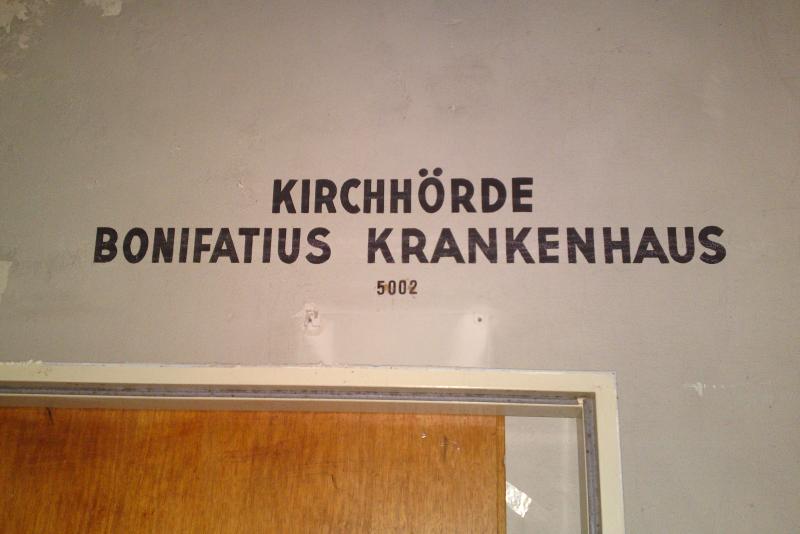 KIRCHHÖRDE
BONIFATIUS KRANKENHAUS
5002